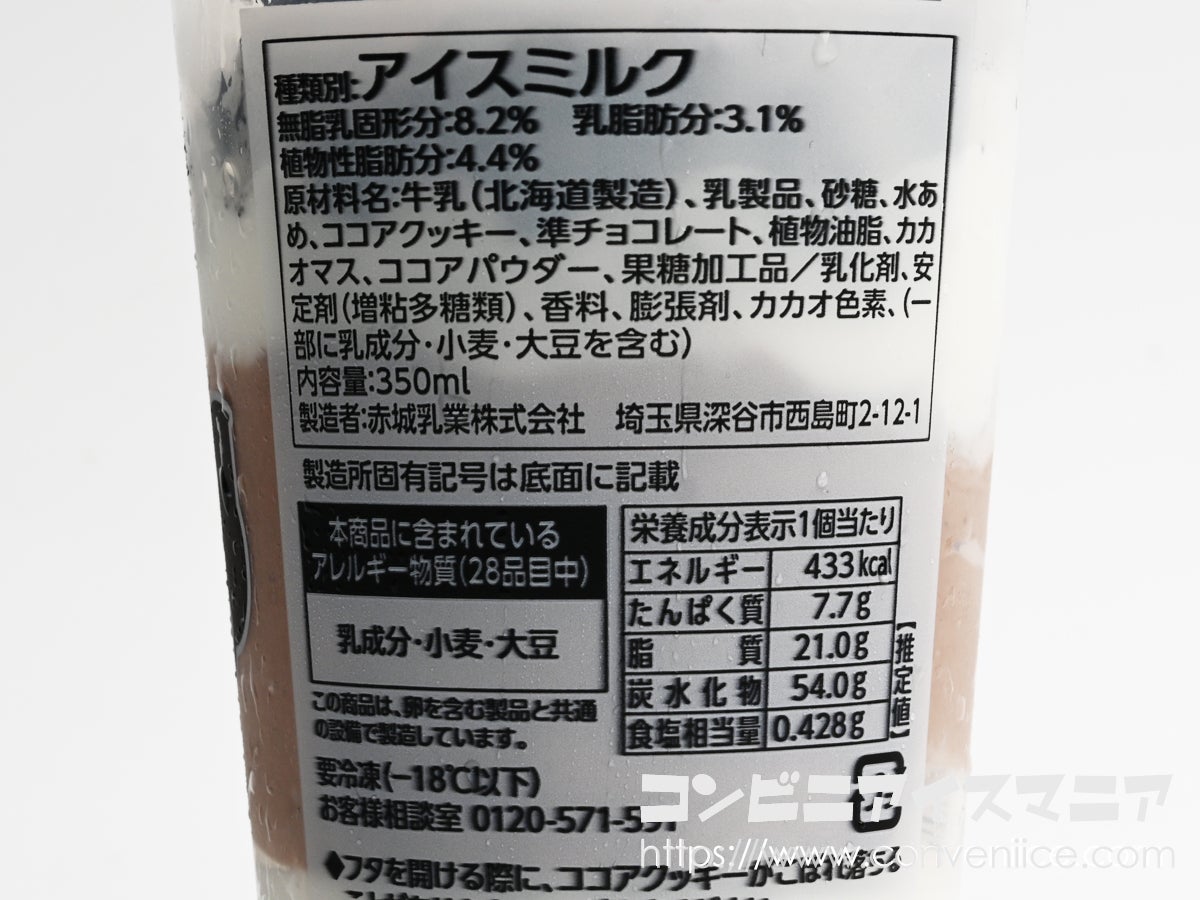 種類別:アイスミルク
無脂乳固形分:8.2% 乳脂肪分:3.1%
植物性脂肪分:4.4%
原材料名:牛乳(北海道製造)、乳製品、砂糖、水あ
め、ココアクッキー、準チョコレート、植物油脂、カカ
オマス、ココアパウダー、果糖加工品/乳化剤、安
定剤(増粘多糖類)、香料、膨張剤、カカオ色素、(一
部に乳成分・小麦・大豆を含む)
内容量:350ml
製造者:赤城乳業株式会社 埼玉県深谷市西島町2-12-1
製造所固有記号は底面に記載
本商品に含まれている
アレルギー物質(28品目中)
乳成分・小麦・大豆
この商品は、卵を含む製品と共通
の設備で製造しています。
栄養成分表示1個当たり
エネルギー 433kcal
たんぱく質 7.7g
脂質 21.0g
炭水化物 54.0g
食塩相当量 0.428g
【推定値】
要冷凍(-18℃以下)
お客様相談室 0120-571-591
コンビニアイスマニア
https://www.conveniice.com
◆フタを開ける際に、ココアクッキーがこぼれ落ちる